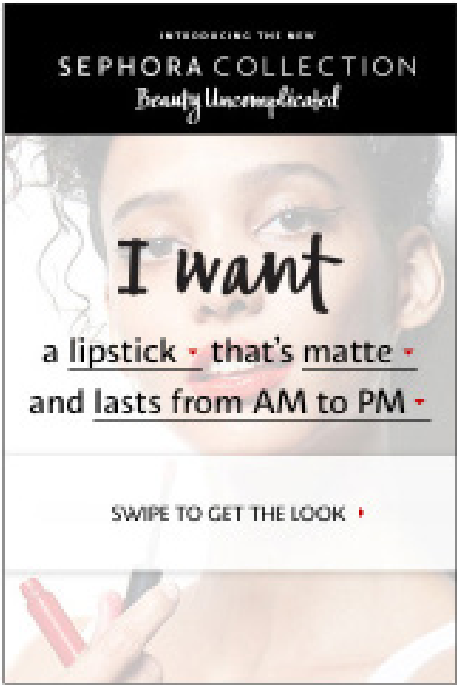 INTRODUCING THE NEW
SEPHORA COLLECTION
Beauty Uncomplicated
I want
a lipstick that's matte
and lasts from AM to PM
SWIPE TO GET THE LOOK